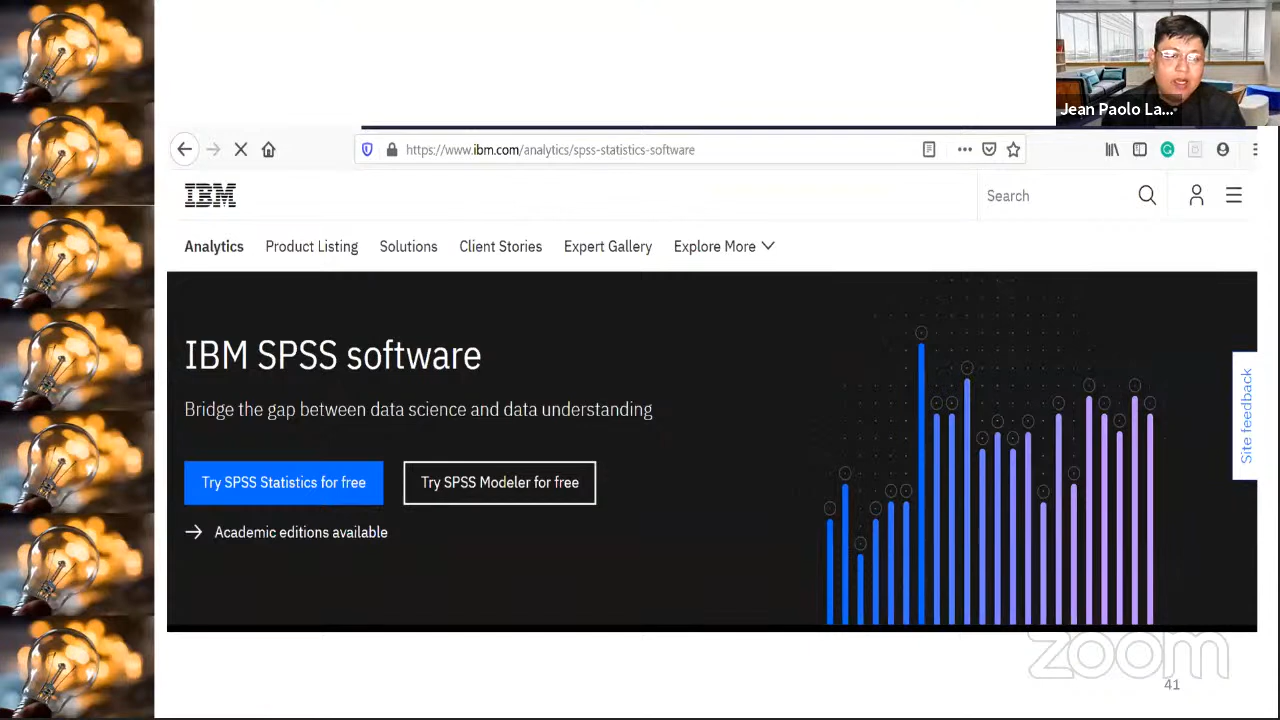 Jean Paolo La...
https://www.ibm.com/analytics/spss-statistics-software
IBM
Search
Analytics Product Listing Solutions Client Stories Expert Gallery Explore More
IBM SPSS software
Bridge the gap between data science and data understanding
Try SPSS Statistics for free Try SPSS Modeler for free
Academic editions available
Site feedback
zoom
41